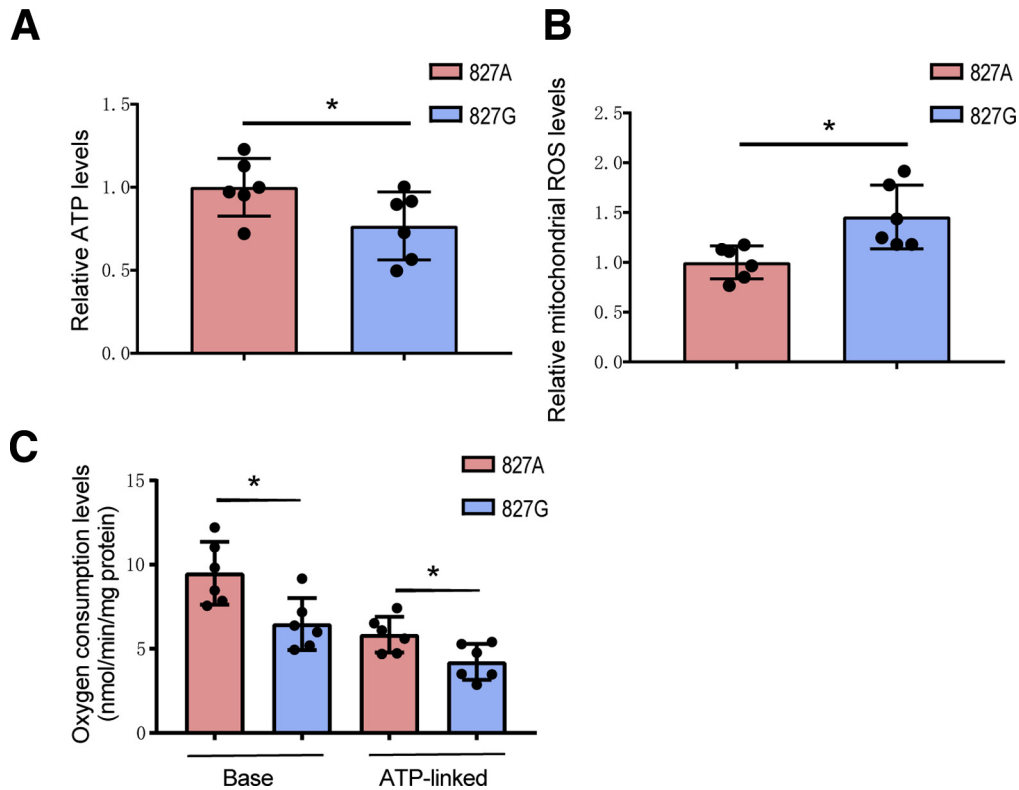 A
827A
827G
*
Relative ATP levels
1.5
1.0
0.5
0.0
B
827A
827G
*
Relative mitochondrial ROS levels
2.5
2.0
1.5
1.0
0.5
0.0
C
827A
827G
*
*
Oxygen consumption levels
(nmol/min/mg protein)
15
10
5
0
Base
ATP-linked